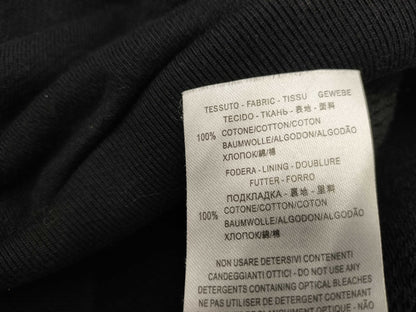 TESSUTO - FABRIC - TISSU GEWEBE
TECIDO - ТКАНЬ - 表地 - 面料
100% COTONE/COTTON/COTON
BAUMWOLLE/ALGODON/ALGODÃO
ХЛОПОК/綿/棉
FODERA - LINING - DOUBLURE
FUTTER - FORRO
ПОДКЛАДКА - 裏地 - 里料
100% COTONE/COTTON/COTON
BAUMWOLLE/ALGODON/ALGODÃO
ХЛОПОК/綿/棉
NON USARE DETERSIVI CONTENENTI
CANDEGGIANTI OTTICI - DO NOT USE ANY
DETERGENTS CONTAINING OPTICAL BLEACHES
NE PAS UTILISER DE DETERGENT CONTENANT